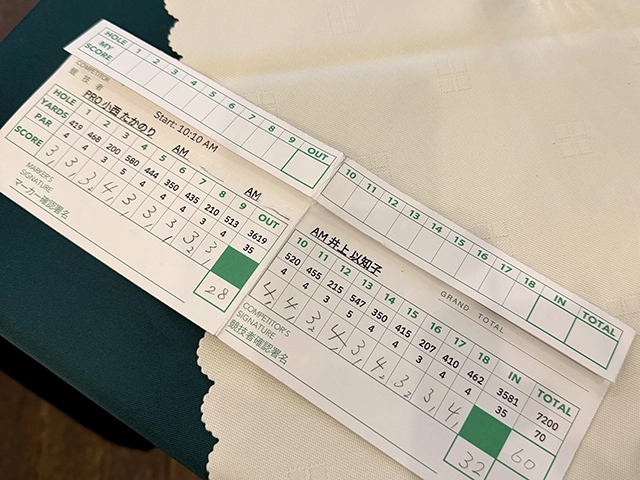 HOLE 1 2 3 4 5 6 7 8 9 OUT
MY SCORE
COMPETITOR
競技者
PRO 小西 たかのり
Start: 10:10 AM
AM
AM
HOLE 1 2 3 4 5 6 7 8 9 OUT
YARDS 419 468 200 580 444 350 435 210 513 3619
PAR 4 4 3 5 4 4 4 3 4 35
SCORE 3 3 3 4 3 3 3 3 3 28
MARKER'S SIGNATURE
マーカー確認署名
10 11 12 13 14 15 16 17 18 IN TOTAL
AM 井上 以知子
GRAND TOTAL
10 11 12 13 14 15 16 17 18 IN TOTAL
520 455 215 547 350 415 207 410 462 3581 7200
4 4 3 5 4 4 3 4 4 35 70
4 4 3 4 3 4 3 3 4 32 60
COMPETITOR'S SIGNATURE
競技者確認署名